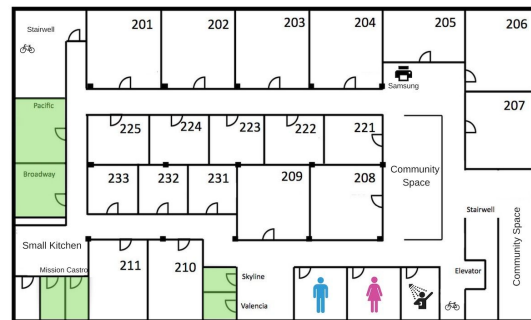 Stairwell
201
202
203
204
205
206
Samsung
Pacific
207
225
224
223
222
221
Broadway
233
232
231
209
208
Community
Space
Stairwell
Community Space
Small Kitchen
Mission Castro
211
210
Skyline
Elevator
Valencia